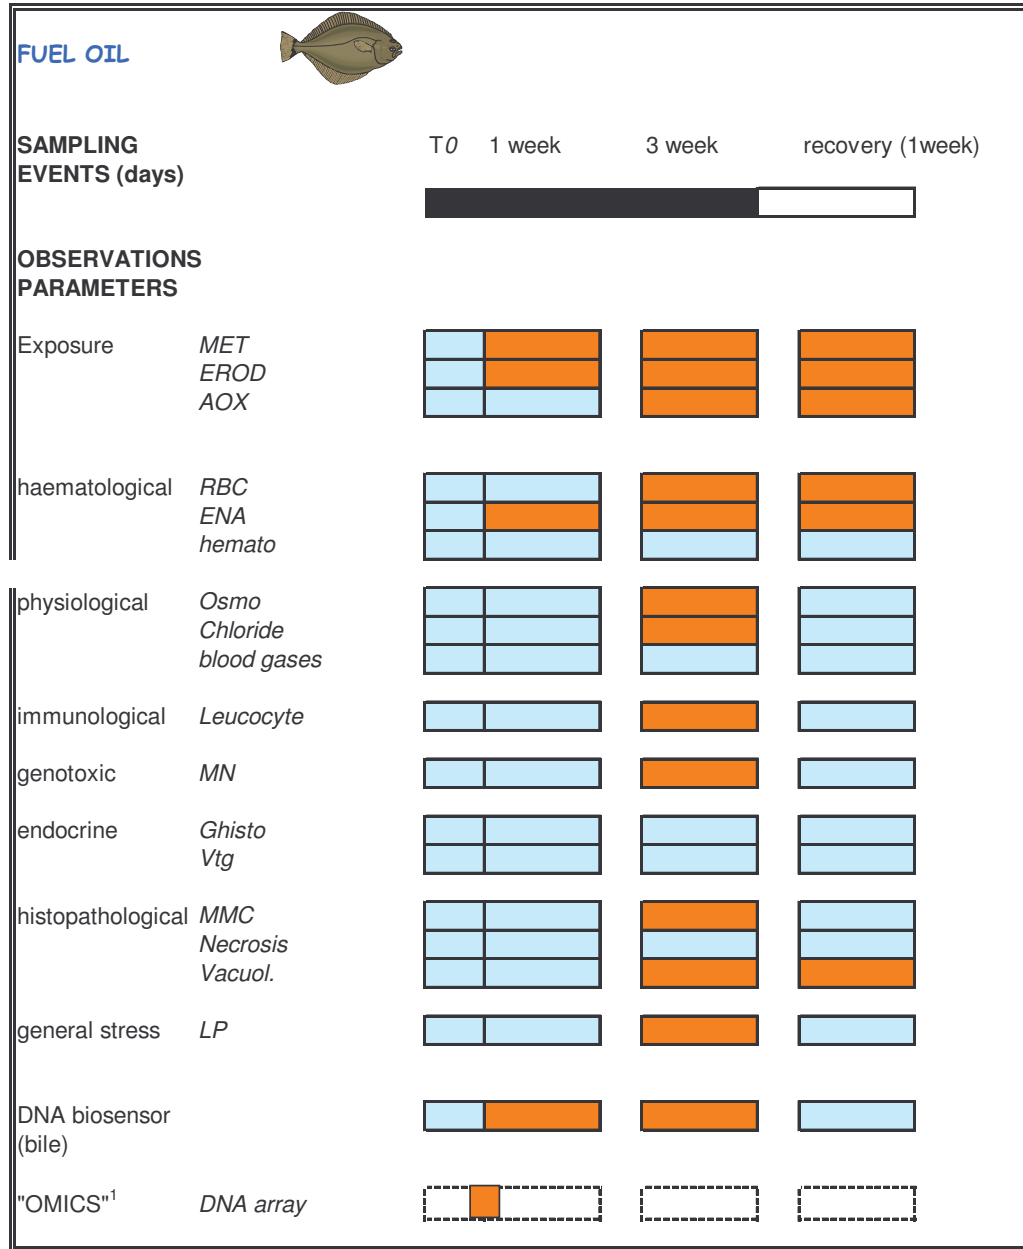 FUEL OIL
SAMPLING EVENTS (days) T0 1 week 3 week recovery (1week)
OBSERVATIONS
PARAMETERS
Exposure MET
EROD
AOX
haematological RBC
ENA
hemato
physiological Osmo
Chloride
blood gases
immunological Leucocyte
genotoxic MN
endocrine Ghisto
Vtg
histopathological MMC
Necrosis
Vacuol.
general stress LP
DNA biosensor
(bile)
"OMICS"1 DNA array